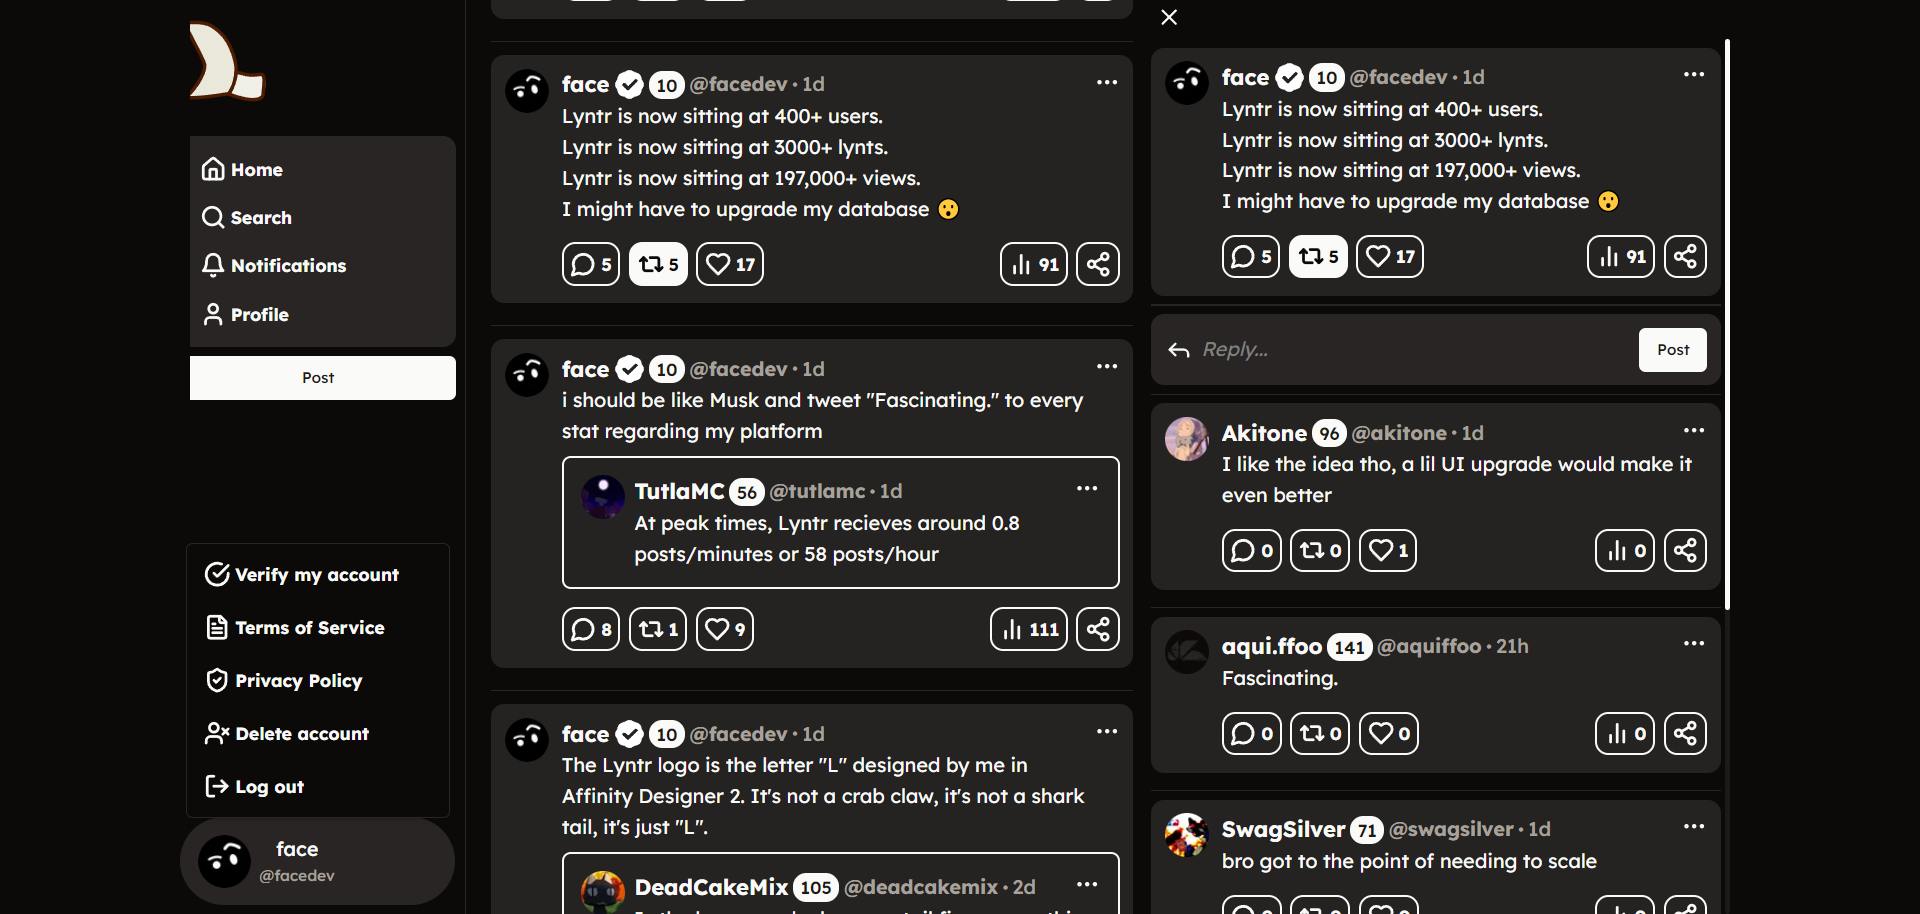 Home
Search
Notifications
Profile
Post
Verify my account
Terms of Service
Privacy Policy
Delete account
Log out
face
@facedev
face 10 @facedev · 1d
Lyntr is now sitting at 400+ users.
Lyntr is now sitting at 3000+ lynts.
Lyntr is now sitting at 197,000+ views.
I might have to upgrade my database 😮
5 5 17 91
face 10 @facedev · 1d
i should be like Musk and tweet "Fascinating." to every
stat regarding my platform
TutlaMC 56 @tutlamc · 1d
At peak times, Lyntr recieves around 0.8
posts/minutes or 58 posts/hour
8 1 9 111
face 10 @facedev · 1d
The Lyntr logo is the letter "L" designed by me in
Affinity Designer 2. It's not a crab claw, it's not a shark
tail, it's just "L".
DeadCakeMix 105 @deadcakemix · 2d
face 10 @facedev · 1d
Lyntr is now sitting at 400+ users.
Lyntr is now sitting at 3000+ lynts.
Lyntr is now sitting at 197,000+ views.
I might have to upgrade my database 😮
5 5 17 91
Reply... Post
Akitone 96 @akitone · 1d
I like the idea tho, a lil UI upgrade would make it
even better
0 0 1 0
aqui.ffoo 141 @aquiffoo · 21h
Fascinating.
0 0 0 0
SwagSilver 71 @swagsilver · 1d
bro got to the point of needing to scale